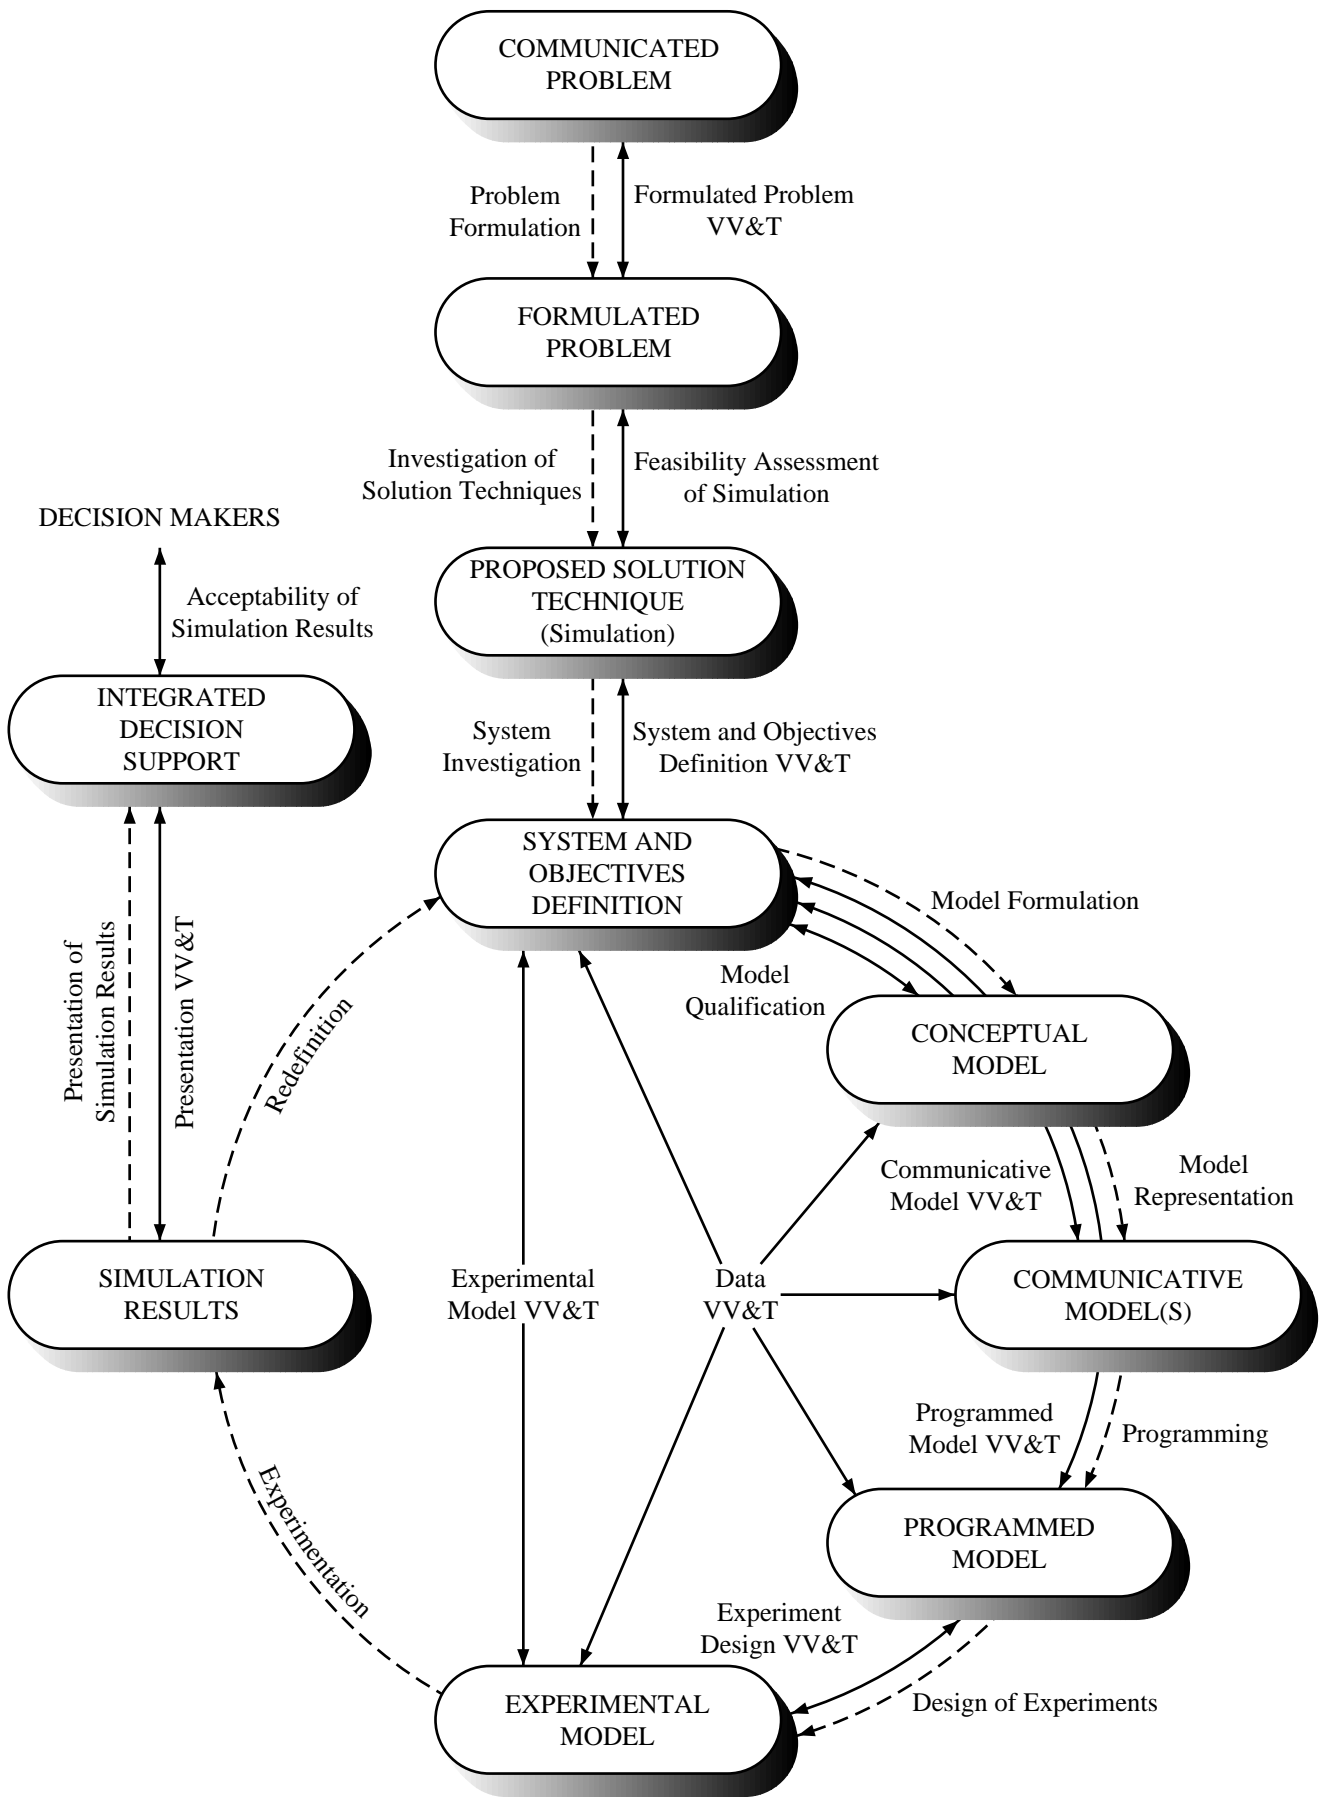 COMMUNICATED
PROBLEM
Problem
Formulation
Formulated Problem
VV&T
FORMULATED
PROBLEM
Investigation of
Solution Techniques
Feasibility Assessment
of Simulation
DECISION MAKERS
Acceptability of
Simulation Results
PROPOSED SOLUTION
TECHNIQUE
(Simulation)
INTEGRATED
DECISION
SUPPORT
System
Investigation
System and Objectives
Definition VV&T
SYSTEM AND
OBJECTIVES
DEFINITION
Model Formulation
Model
Qualification
Presentation of
Simulation Results
Presentation VV&T
Redefinition
CONCEPTUAL
MODEL
Communicative
Model VV&T
Model
Representation
SIMULATION
RESULTS
Experimental
Model VV&T
Data
VV&T
COMMUNICATIVE
MODEL(S)
Programmed
Model VV&T
Programming
Experimentation
PROGRAMMED
MODEL
Experiment
Design VV&T
Design of Experiments
EXPERIMENTAL
MODEL